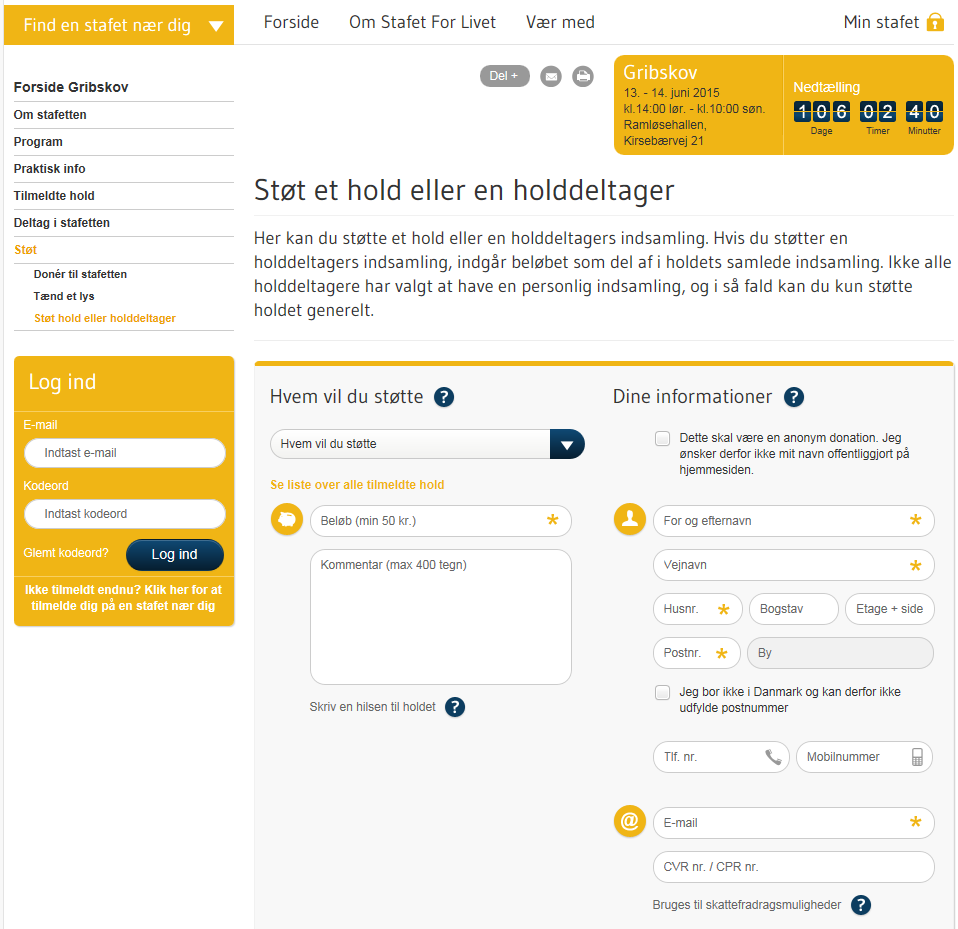 Find en stafet nær dig
Forside
Om Stafet For Livet
Vær med
Min stafet
Forside Gribskov
Om stafetten
Program
Praktisk info
Tilmeldte hold
Deltag i stafetten
Støt
Donér til stafetten
Tænd et lys
Støt hold eller holddeltager
Log ind
E-mail
Indtast e-mail
Kodeord
Indtast kodeord
Glemt kodeord?
Log ind
Ikke tilmeldt endnu? Klik her for at
tilmelde dig på en stafet nær dig
Del +
Gribskov
13. - 14. juni 2015
kl.14:00 lør. - kl.10:00 søn.
Ramløsehallen,
Kirsebærvej 21
Nedtælling
106 02 40
Dage Timer Minutter
Støt et hold eller en holddeltager
Her kan du støtte et hold eller en holddeltagers indsamling. Hvis du støtter en
holddeltagers indsamling, indgår beløbet som del af i holdets samlede indsamling. Ikke alle
holddeltagere har valgt at have en personlig indsamling, og i så fald kan du kun støtte
holdet generelt.
Hvem vil du støtte ?
Hvem vil du støtte
Se liste over alle tilmeldte hold
Beløb (min 50 kr.) *
Kommentar (max 400 tegn)
Skriv en hilsen til holdet ?
Dine informationer ?
Dette skal være en anonym donation. Jeg
ønsker derfor ikke mit navn offentliggjort på
hjemmesiden.
For og efternavn *
Vejnavn *
Husnr. * Bogstav Etage + side
Postnr. * By
Jeg bor ikke i Danmark og kan derfor ikke
udfylde postnummer
Tlf. nr. Mobilnummer
@ E-mail *
CVR nr. / CPR nr.
Bruges til skattefradragsmuligheder ?